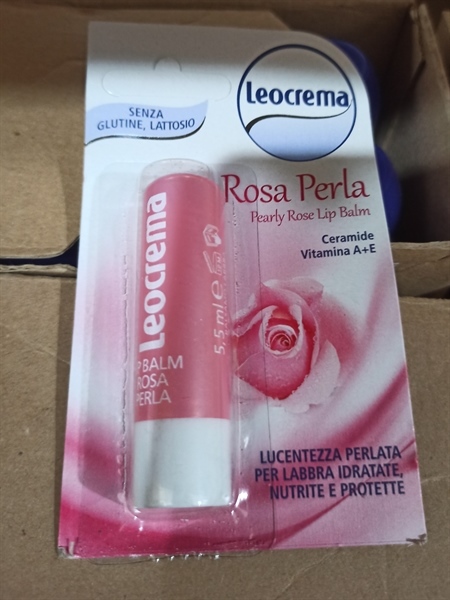 SENZA
GLUTINE, LATTOSIO
Leocrema
Rosa Perla
Pearly Rose Lip Balm
Ceramide
Vitamina A+E
Leocrema
5,5 ml e
BALM
ROSA
PERLA
LUCENTEZZA PERLATA
PER LABBRA IDRATATE,
NUTRITE E PROTETTE